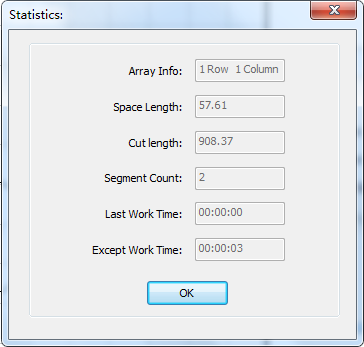 Statistics:
Array Info: 1 Row 1 Column
Space Length: 57.61
Cut length: 908.37
Segment Count: 2
Last Work Time: 00:00:00
Except Work Time: 00:00:03
OK